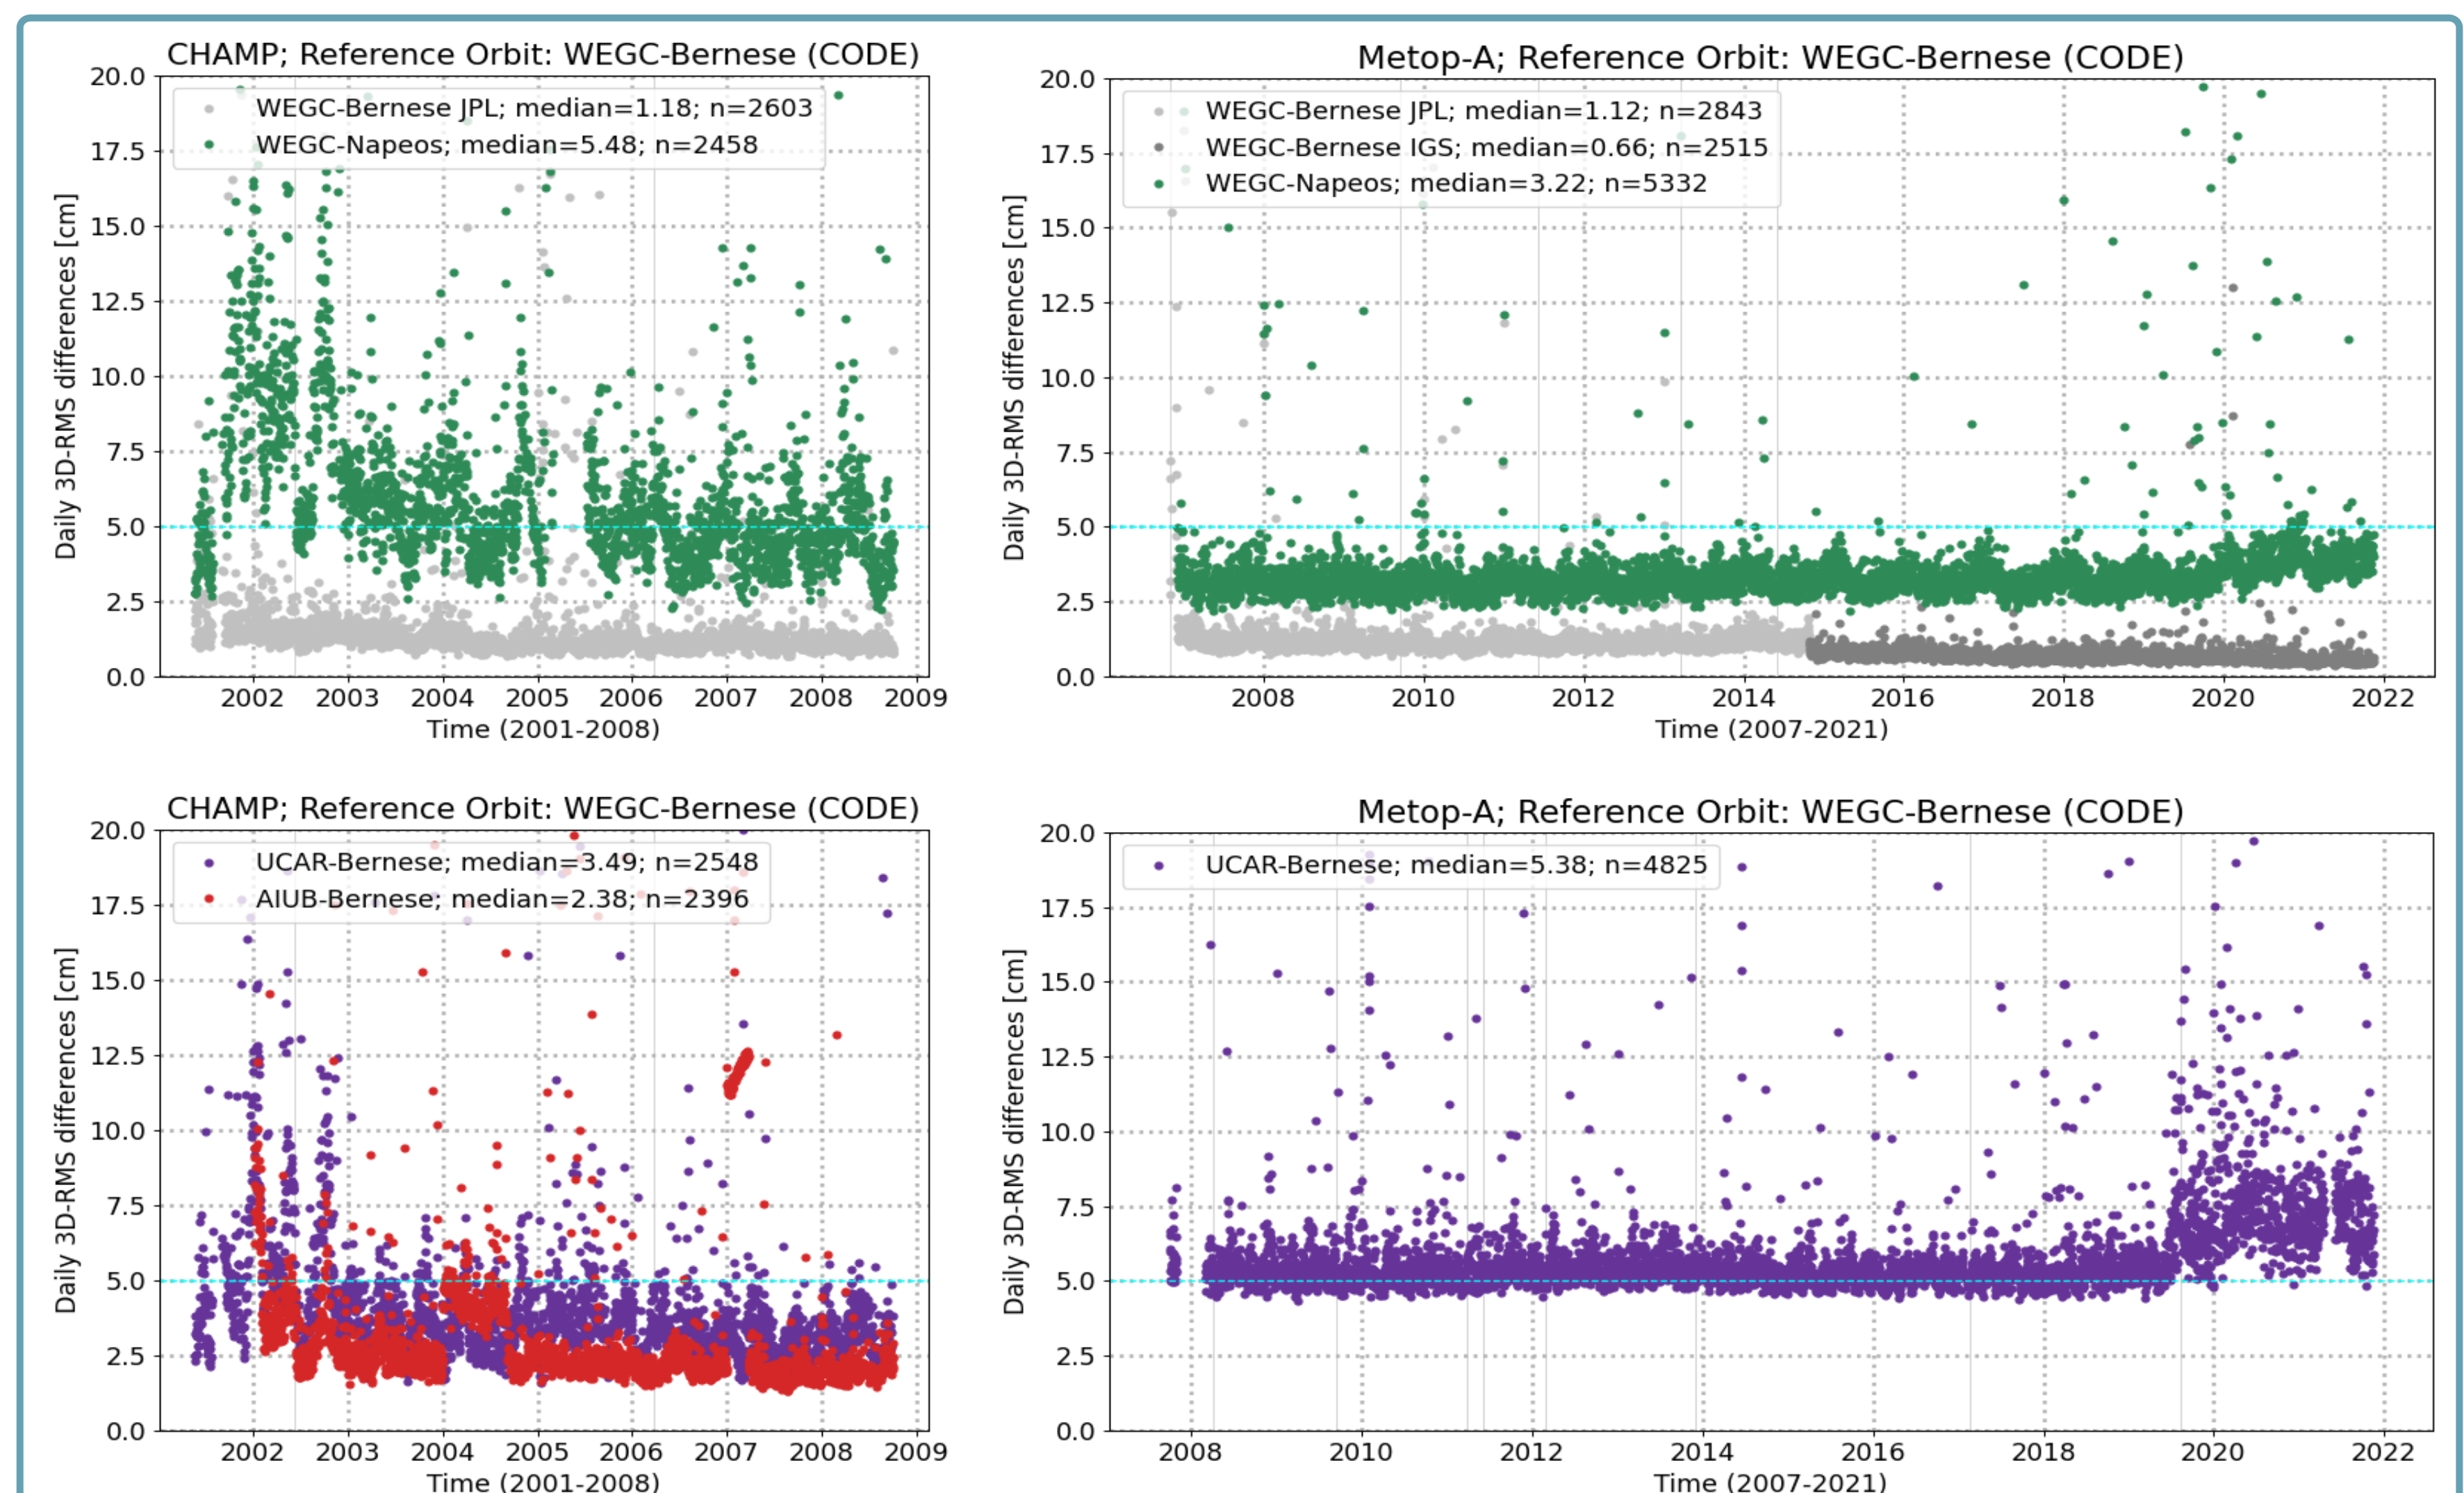 CHAMP; Reference Orbit: WEGC-Bernese (CODE)
20.0
17.5
15.0
12.5
10.0
7.5
5.0
2.5
0.0
Daily 3D-RMS differences [cm]
WEGC-Bernese JPL; median=1.18; n=2603
WEGC-Napeos; median=5.48; n=2458
2002 2003 2004 2005 2006 2007 2008 2009
Time (2001-2008)
Metop-A; Reference Orbit: WEGC-Bernese (CODE)
20.0
17.5
15.0
12.5
10.0
7.5
5.0
2.5
0.0
Daily 3D-RMS differences [cm]
WEGC-Bernese JPL; median=1.12; n=2843
WEGC-Bernese IGS; median=0.66; n=2515
WEGC-Napeos; median=3.22; n=5332
2008 2010 2012 2014 2016 2018 2020 2022
Time (2007-2021)
CHAMP; Reference Orbit: WEGC-Bernese (CODE)
20.0
17.5
15.0
12.5
10.0
7.5
5.0
2.5
0.0
Daily 3D-RMS differences [cm]
UCAR-Bernese; median=3.49; n=2548
AIUB-Bernese; median=2.38; n=2396
2002 2003 2004 2005 2006 2007 2008 2009
Time (2001-2008)
Metop-A; Reference Orbit: WEGC-Bernese (CODE)
20.0
17.5
15.0
12.5
10.0
7.5
5.0
2.5
0.0
Daily 3D-RMS differences [cm]
UCAR-Bernese; median=5.38; n=4825
2008 2010 2012 2014 2016 2018 2020 2022
Time (2007-2021)